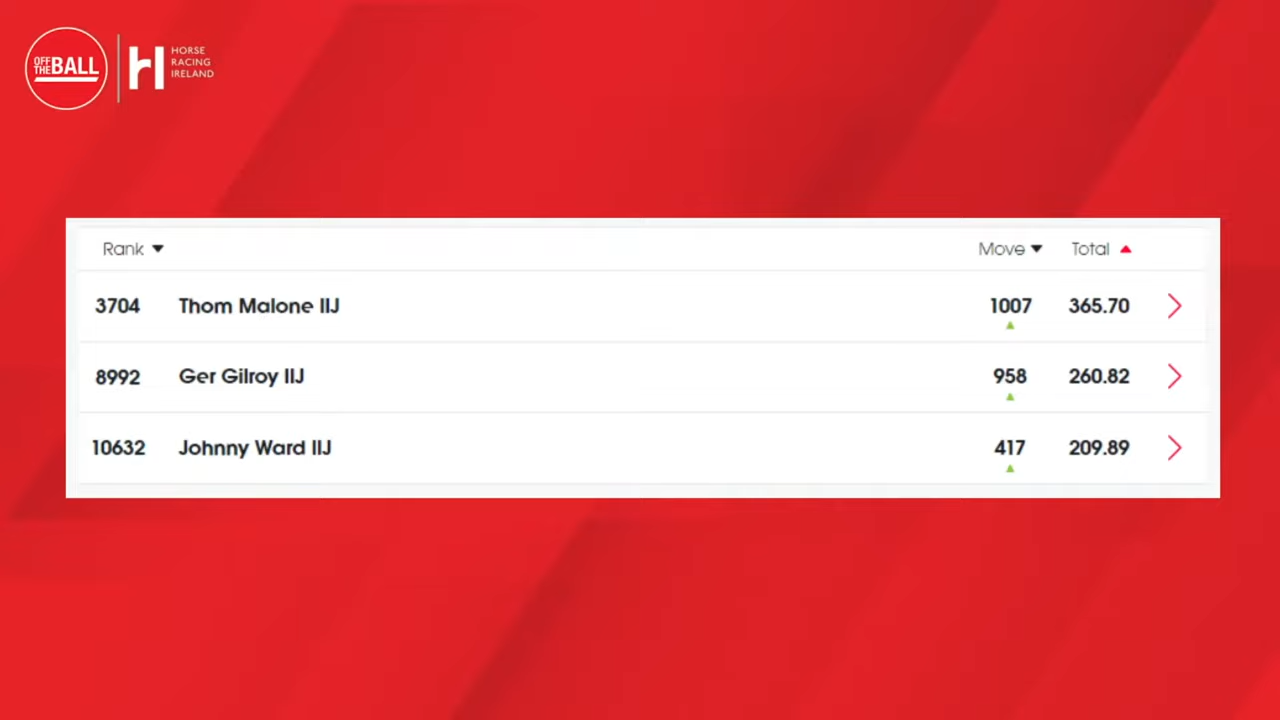 OFF
THE BALL
HORSE
RACING
IRELAND
Rank Move Total
3704 Thom Malone IIJ 1007 365.70
8992 Ger Gilroy IIJ 958 260.82
10632 Johnny Ward IIJ 417 209.89